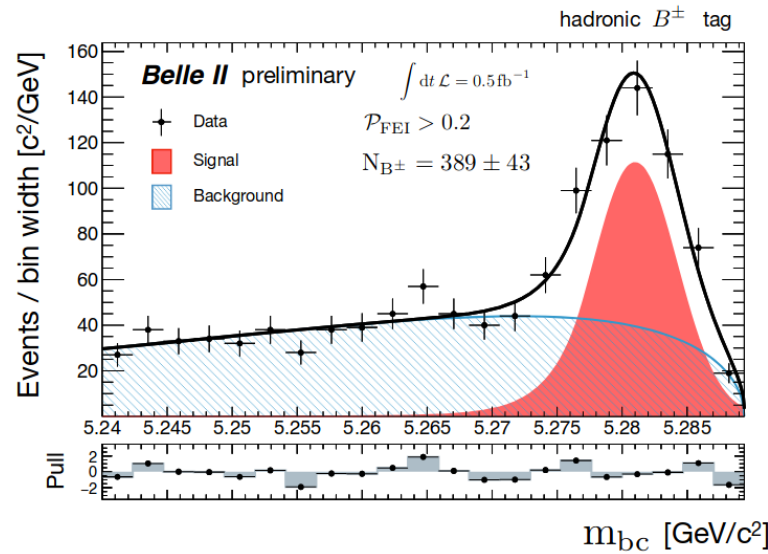 hadronic B± tag
Events / bin width [c²/GeV]
160
140
120
100
80
60
40
20
Belle II preliminary
∫ dt 𝓛 = 0.5 fb⁻¹
Data
𝒫FEI > 0.2
Signal
N_B± = 389 ± 43
Background
5.24 5.245 5.25 5.255 5.26 5.265 5.27 5.275 5.28 5.285
Pull
2
0
−2
m_bc [GeV/c²]